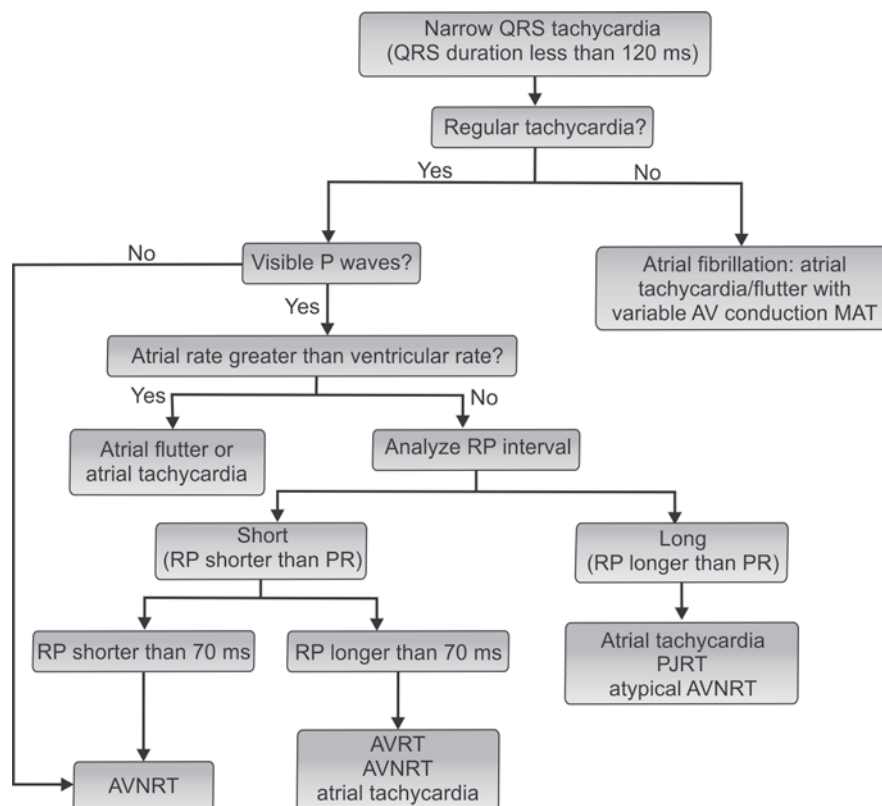 Narrow QRS tachycardia
(QRS duration less than 120 ms)
Regular tachycardia?
Yes
No
No
Visible P waves?
Atrial fibrillation: atrial
tachycardia/flutter with
variable AV conduction MAT
Yes
Atrial rate greater than ventricular rate?
Yes
No
Atrial flutter or
atrial tachycardia
Analyze RP interval
Short
(RP shorter than PR)
Long
(RP longer than PR)
RP shorter than 70 ms
RP longer than 70 ms
Atrial tachycardia
PJRT
atypical AVNRT
AVNRT
AVRT
AVNRT
atrial tachycardia